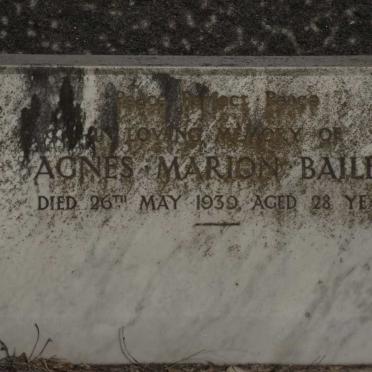 Peace Perfect Peace
IN LOVING MEMORY OF
AGNES MARION BAILE
DIED 26TH MAY 1939 AGED 28 YE